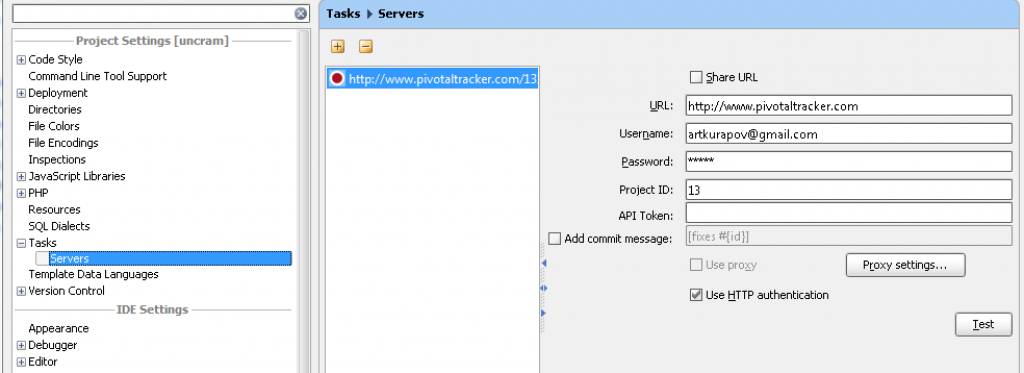 Project Settings [uncram]
Code Style
Command Line Tool Support
Deployment
Directories
File Colors
File Encodings
Inspections
JavaScript Libraries
PHP
Resources
SQL Dialects
Tasks
Servers
Template Data Languages
Version Control
IDE Settings
Appearance
Debugger
Editor
Tasks Servers
http://www.pivotaltracker.com/13
Share URL
URL: http://www.pivotaltracker.com
Username: artkurapov@gmail.com
Password: *****
Project ID: 13
API Token:
Add commit message: [fixes #{id}]
Use proxy Proxy settings...
Use HTTP authentication
Test